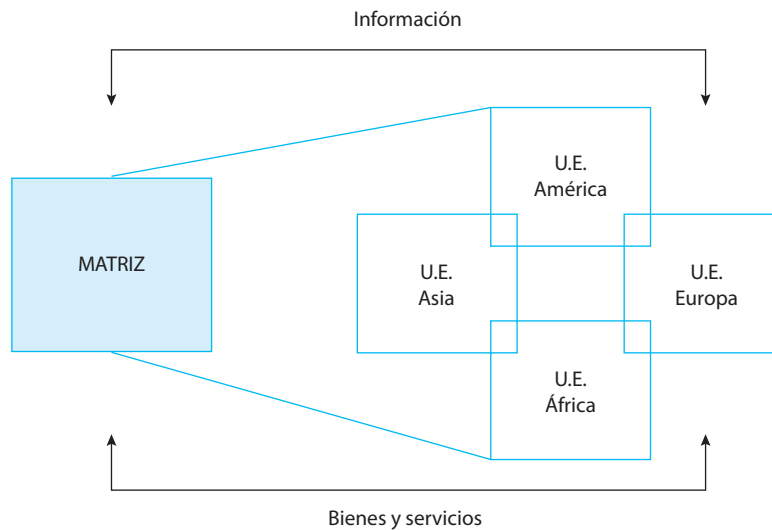 Información
U.E.
América
MATRIZ
U.E.
Asia
U.E.
Europa
U.E.
África
Bienes y servicios